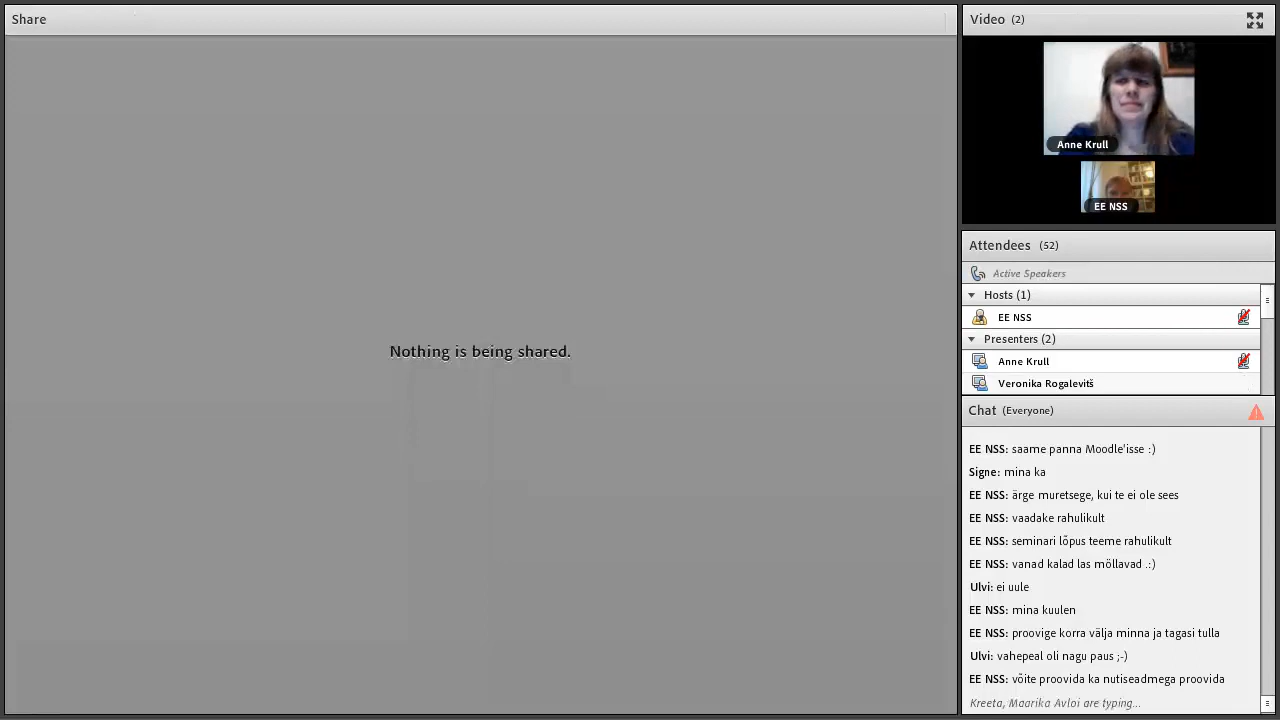 Share
Nothing is being shared.
Video (2)
Anne Krull
EE NSS
Attendees (52)
Active Speakers
Hosts (1)
EE NSS
Presenters (2)
Anne Krull
Veronika Rogalevitš
Chat (Everyone)
EE NSS: saame panna Moodle'isse :)
Signe: mina ka
EE NSS: ärge muretsege, kui te ei ole sees
EE NSS: vaadake rahulikult
EE NSS: seminari lõpus teeme rahulikult
EE NSS: vanad kalad las möllavad .:)
Ulvi: ei uule
EE NSS: mina kuulen
EE NSS: proovige korra välja minna ja tagasi tulla
Ulvi: vahepeal oli nagu paus ;-)
EE NSS: võite proovida ka nutiseadmega proovida
Kreeta, Maarika Avloi are typing...